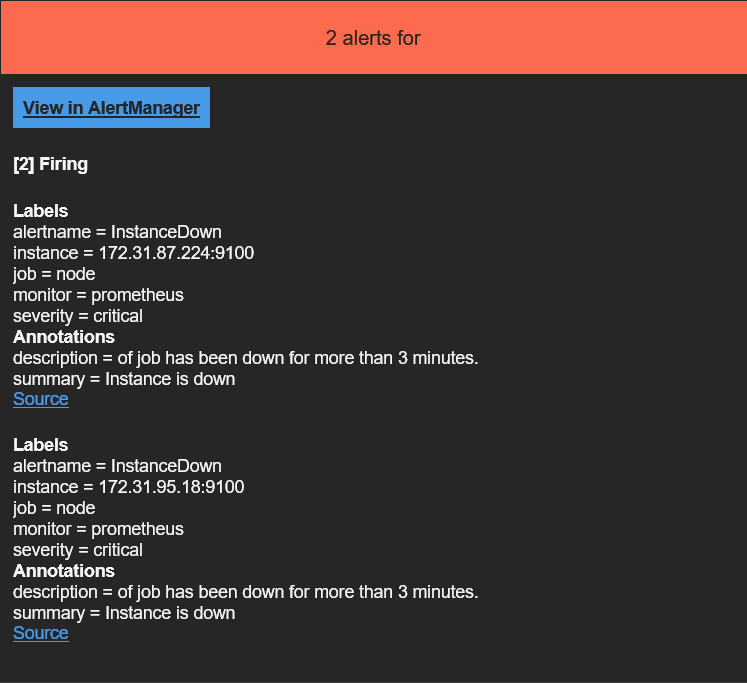 2 alerts for
View in AlertManager
[2] Firing
Labels
alertname = InstanceDown
instance = 172.31.87.224:9100
job = node
monitor = prometheus
severity = critical
Annotations
description = of job has been down for more than 3 minutes.
summary = Instance is down
Source
Labels
alertname = InstanceDown
instance = 172.31.95.18:9100
job = node
monitor = prometheus
severity = critical
Annotations
description = of job has been down for more than 3 minutes.
summary = Instance is down
Source